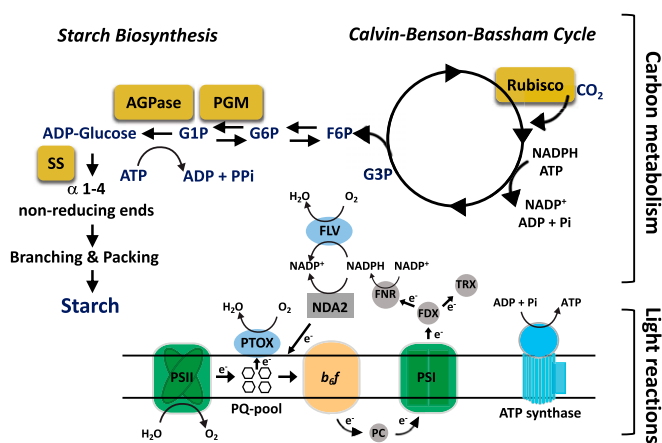 Starch Biosynthesis
Calvin-Benson-Bassham Cycle
Carbon metabolism
Rubisco
CO2
AGPase
PGM
ADP-Glucose
G1P
G6P
F6P
G3P
NADPH
ATP
NADP+
ADP + Pi
SS
ATP
ADP + PPi
α 1-4
non-reducing ends
Branching & Packing
Starch
H2O
O2
FLV
NADP+
NADPH
NADP+
NDA2
FNR
e-
FDX
e-
TRX
e-
H2O
O2
PTOX
e-
e-
ADP + Pi
ATP
Light reactions
PSII
e-
PQ-pool
b6f
PSI
ATP synthase
H2O
O2
e-
PC
e-